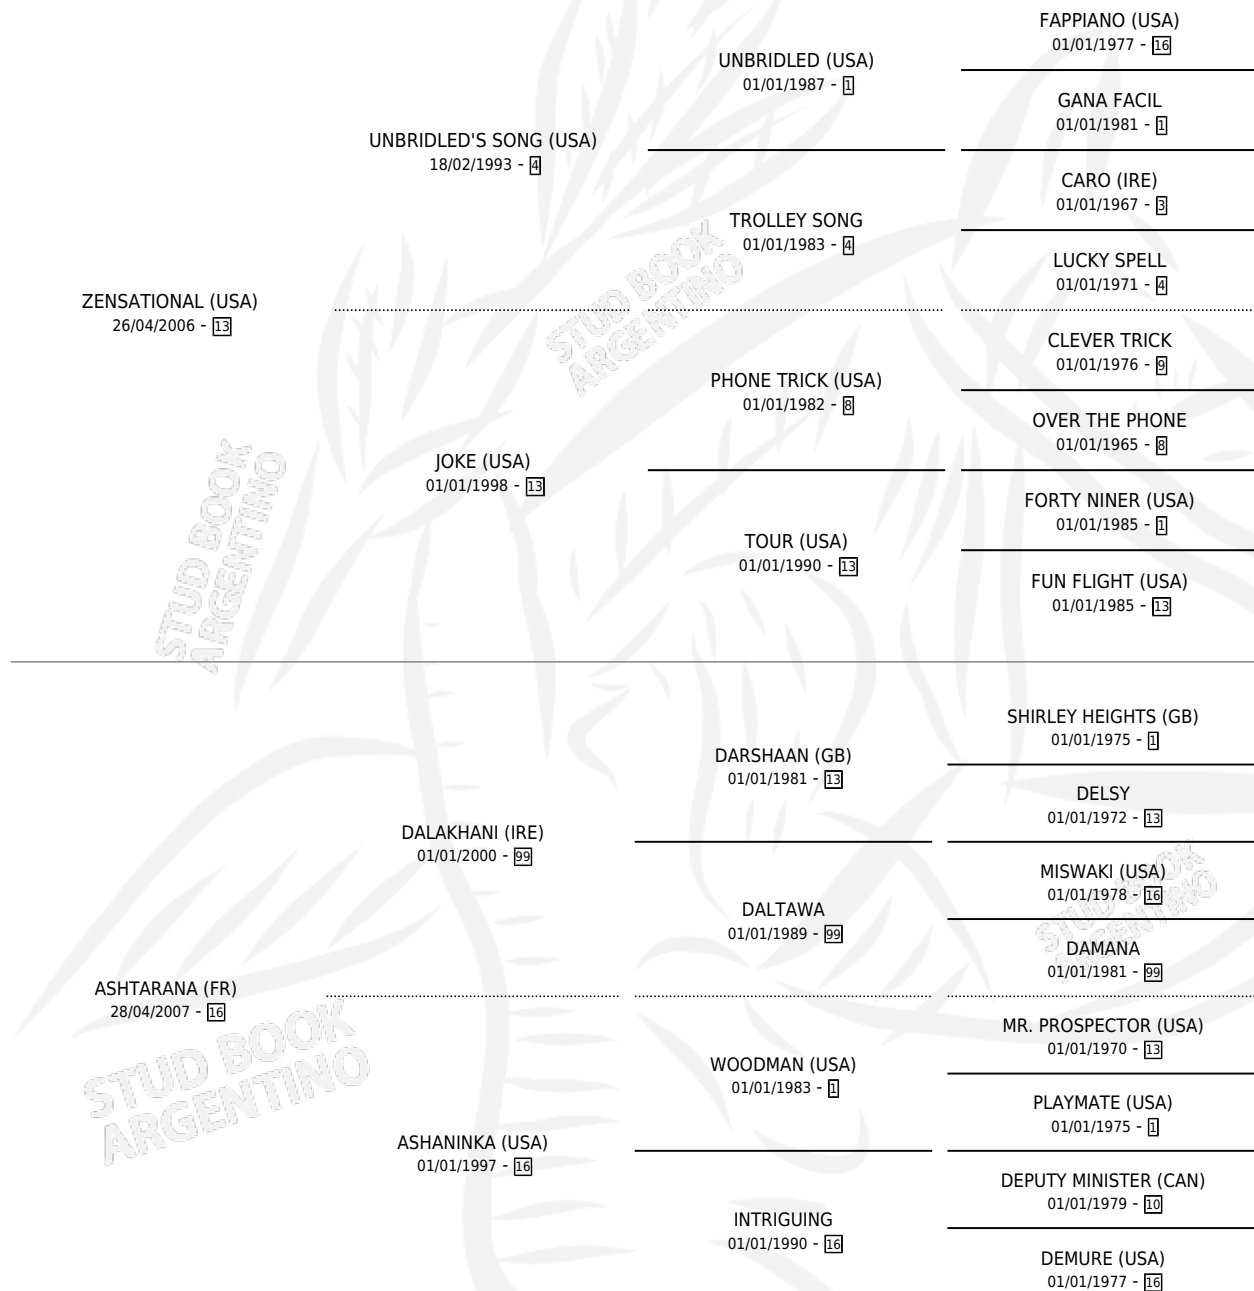 FAPPIANO (USA)
01/01/1977 - 16
UNBRIDLED (USA)
01/01/1987 - 1
GANA FACIL
01/01/1981 - 1
UNBRIDLED'S SONG (USA)
18/02/1993 - 4
CARO (IRE)
01/01/1967 - 3
TROLLEY SONG
01/01/1983 - 4
LUCKY SPELL
01/01/1971 - 4
ZENSATIONAL (USA)
26/04/2006 - 13
STUD BOOK
ARGENTINO
CLEVER TRICK
01/01/1976 - 9
PHONE TRICK (USA)
01/01/1982 - 8
OVER THE PHONE
01/01/1965 - 8
JOKE (USA)
01/01/1998 - 13
FORTY NINER (USA)
01/01/1985 - 1
TOUR (USA)
01/01/1990 - 13
FUN FLIGHT (USA)
01/01/1985 - 13
STUD BOOK
ARGENTINO
SHIRLEY HEIGHTS (GB)
01/01/1975 - 1
DARSHAAN (GB)
01/01/1981 - 13
DELSY
01/01/1972 - 13
DALAKHANI (IRE)
01/01/2000 - 99
MISWAKI (USA)
01/01/1978 - 16
DALTAWA
01/01/1989 - 99
DAMANA
01/01/1981 - 99
STUD BOOK
ARGENTINO
ASHTARANA (FR)
28/04/2007 - 16
MR. PROSPECTOR (USA)
01/01/1970 - 13
WOODMAN (USA)
01/01/1983 - 1
PLAYMATE (USA)
01/01/1975 - 1
STUD BOOK
ARGENTINO
ASHANINKA (USA)
01/01/1997 - 16
DEPUTY MINISTER (CAN)
01/01/1979 - 10
INTRIGUING
01/01/1990 - 16
DEMURE (USA)
01/01/1977 - 16